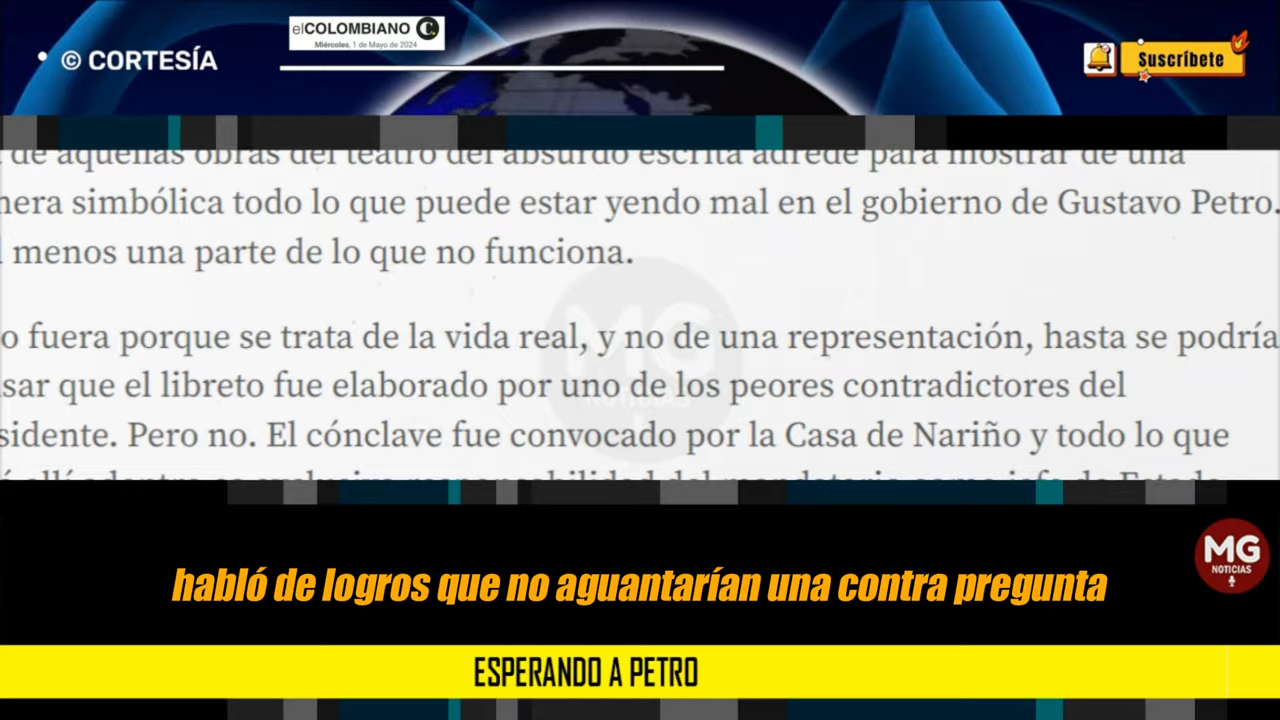 elCOLOMBIANO C
Miércoles, 1 de Mayo de 2024
© CORTESÍA
Suscríbete
de aquellas obras del teatro del absurdo escrita adrede para mostrar de una
nera simbólica todo lo que puede estar yendo mal en el gobierno de Gustavo Petro.
l menos una parte de lo que no funciona.
o fuera porque se trata de la vida real, y no de una representación, hasta se podría
sar que el libreto fue elaborado por uno de los peores contradictores del
sidente. Pero no. El cónclave fue convocado por la Casa de Nariño y todo lo que
MG
NOTICIAS
habló de logros que no aguantarían una contra pregunta
MG
NOTICIAS
ESPERANDO A PETRO